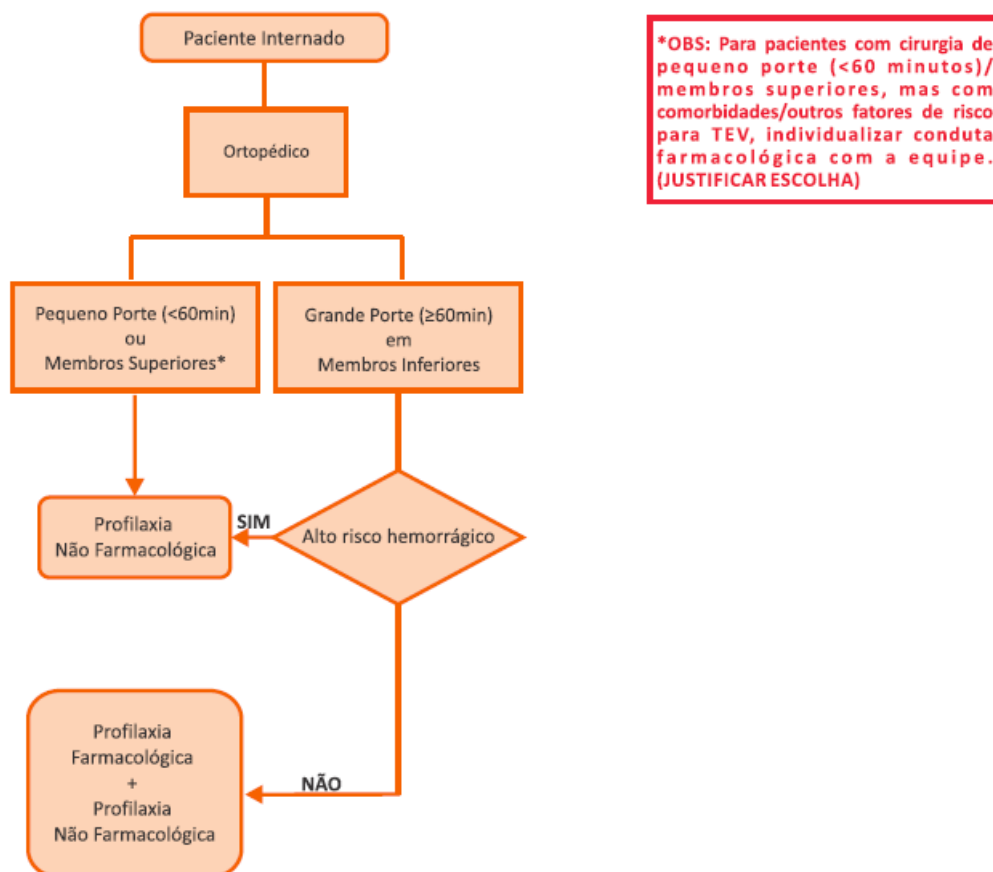 Paciente Internado
*OBS: Para pacientes com cirurgia de
pequeno porte (<60 minutos)/
membros superiores, mas com
comorbidades/outros fatores de risco
para TEV, individualizar conduta
farmacológica com a equipe.
(JUSTIFICAR ESCOLHA)
Ortopédico
Pequeno Porte (<60min)
ou
Membros Superiores*
Grande Porte (≥60min)
em
Membros Inferiores
Profilaxia
Não Farmacológica
SIM
Alto risco hemorrágico
Profilaxia
Farmacológica
+
Profilaxia
Não Farmacológica
NÃO